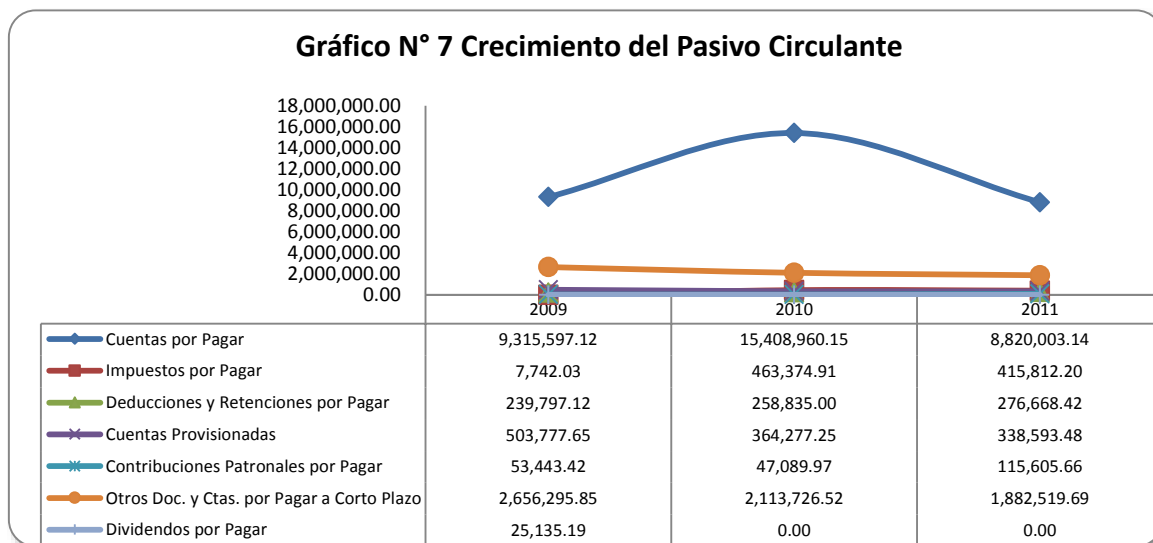 Gráfico N° 7 Crecimiento del Pasivo Circulante
18,000,000.00
16,000,000.00
14,000,000.00
12,000,000.00
10,000,000.00
8,000,000.00
6,000,000.00
4,000,000.00
2,000,000.00
0.00
2009 2010 2011
Cuentas por Pagar 9,315,597.12 15,408,960.15 8,820,003.14
Impuestos por Pagar 7,742.03 463,374.91 415,812.20
Deducciones y Retenciones por Pagar 239,797.12 258,835.00 276,668.42
Cuentas Provisionadas 503,777.65 364,277.25 338,593.48
Contribuciones Patronales por Pagar 53,443.42 47,089.97 115,605.66
Otros Doc. y Ctas. por Pagar a Corto Plazo 2,656,295.85 2,113,726.52 1,882,519.69
Dividendos por Pagar 25,135.19 0.00 0.00